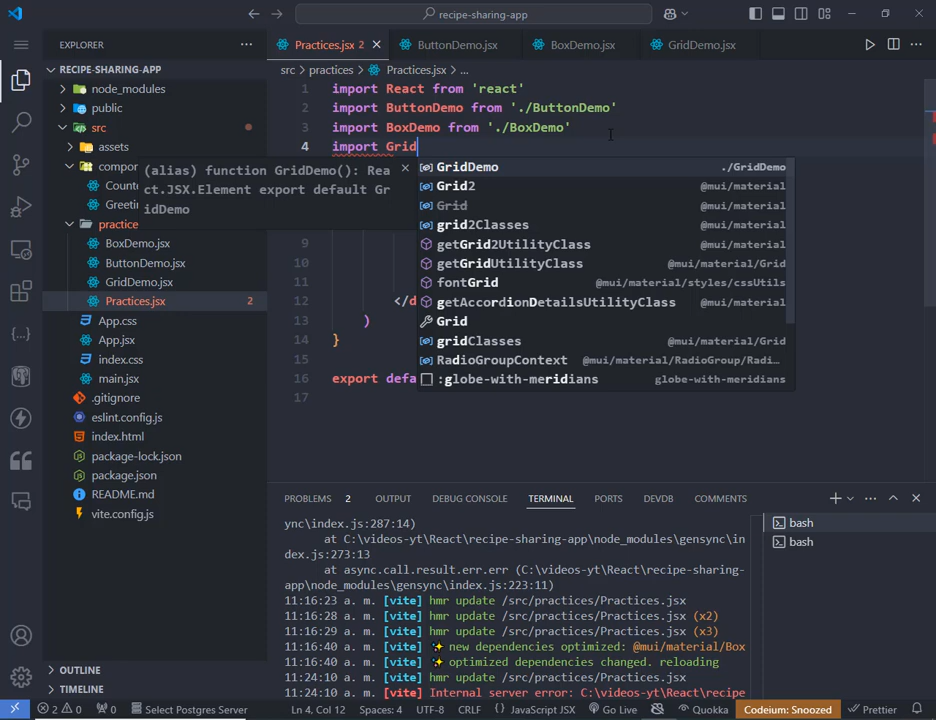 recipe-sharing-app
EXPLORER
Practices.jsx 2
ButtonDemo.jsx
BoxDemo.jsx
GridDemo.jsx
RECIPE-SHARING-APP
node_modules
public
src
assets
compor
Count
Greetin
practice
BoxDemo.jsx
ButtonDemo.jsx
GridDemo.jsx
Practices.jsx 2
App.css
App.jsx
index.css
main.jsx
.gitignore
eslint.config.js
index.html
package-lock.json
package.json
README.md
vite.config.js
OUTLINE
TIMELINE
src > practices > Practices.jsx > ...
1 import React from 'react'
2 import ButtonDemo from './ButtonDemo'
3 import BoxDemo from './BoxDemo'
4 import Grid
(alias) function GridDemo(): Rea
ct.JSX.Element export default Gr
idDemo
GridDemo ./GridDemo
Grid2 @mui/material
Grid @mui/material
grid2Classes @mui/material
getGrid2UtilityClass @mui/material
getGridUtilityClass @mui/material/Grid
fontGrid @mui/material/styles/cssUtils
getAccordionDetailsUtilityClass @mui/material
Grid
gridClasses @mui/material/Grid
RadioGroupContext @mui/material/RadioGroup/Radi...
:globe-with-meridians globe-with-meridians
9
10
11
12 </d
13 )
14 }
15
16 export defa
17
PROBLEMS 2 OUTPUT DEBUG CONSOLE TERMINAL PORTS DEVDB COMMENTS
bash
bash
ync\index.js:287:14)
at C:\videos-yt\React\recipe-sharing-app\node_modules\gensync\in
dex.js:273:13
at async.call.result.err.err (C:\videos-yt\React\recipe-sharing-
app\node_modules\gensync\index.js:223:11)
11:16:23 a. m. [vite] hmr update /src/practices/Practices.jsx
11:16:28 a. m. [vite] hmr update /src/practices/Practices.jsx (x2)
11:16:29 a. m. [vite] hmr update /src/practices/Practices.jsx (x3)
11:16:40 a. m. [vite] ✨ new dependencies optimized: @mui/material/Box
11:16:40 a. m. [vite] ✨ optimized dependencies changed. reloading
11:24:10 a. m. [vite] hmr update /src/practices/Practices.jsx
11:24:10 a. m. [vite] Internal server error: C:\videos-yt\React\recipe
2 0 0 Select Postgres Server Ln 4, Col 12 Spaces: 4 UTF-8 CRLF {} JavaScript JSX Go Live Quokka Codeium: Snoozed Prettier